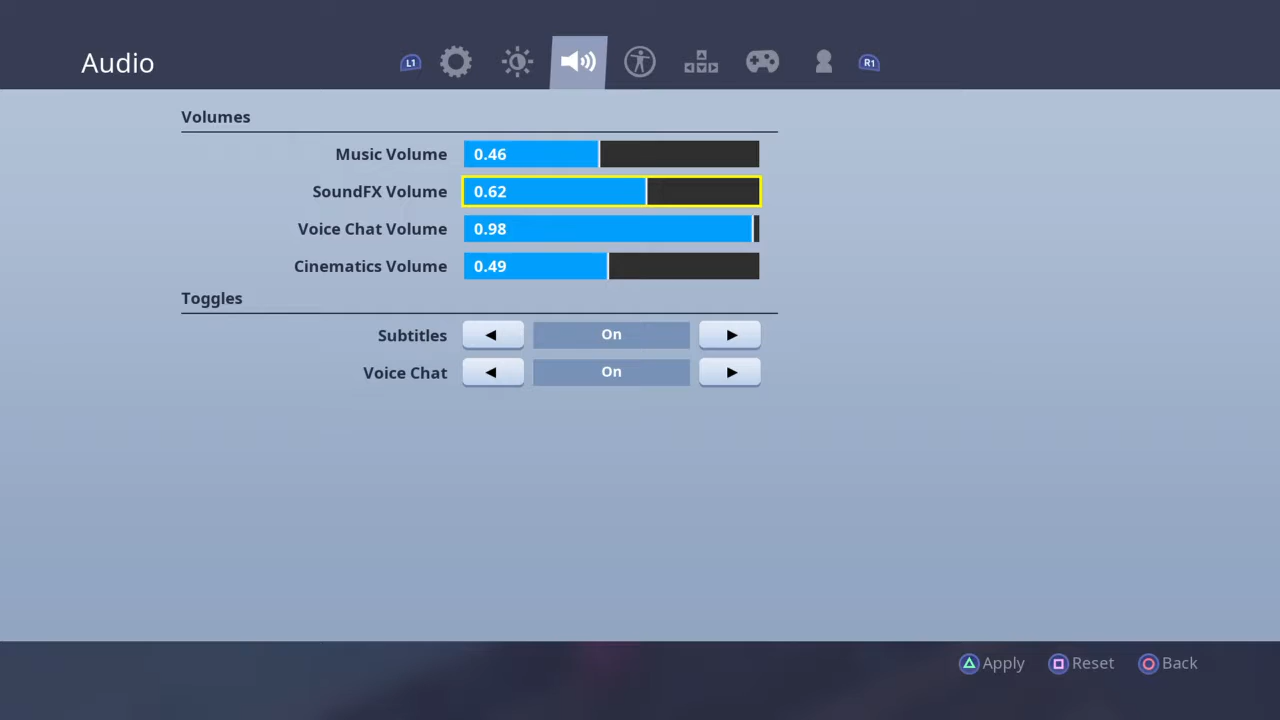 Audio
L1
R1
Volumes
Music Volume 0.46
SoundFX Volume 0.62
Voice Chat Volume 0.98
Cinematics Volume 0.49
Toggles
Subtitles On
Voice Chat On
Apply Reset Back